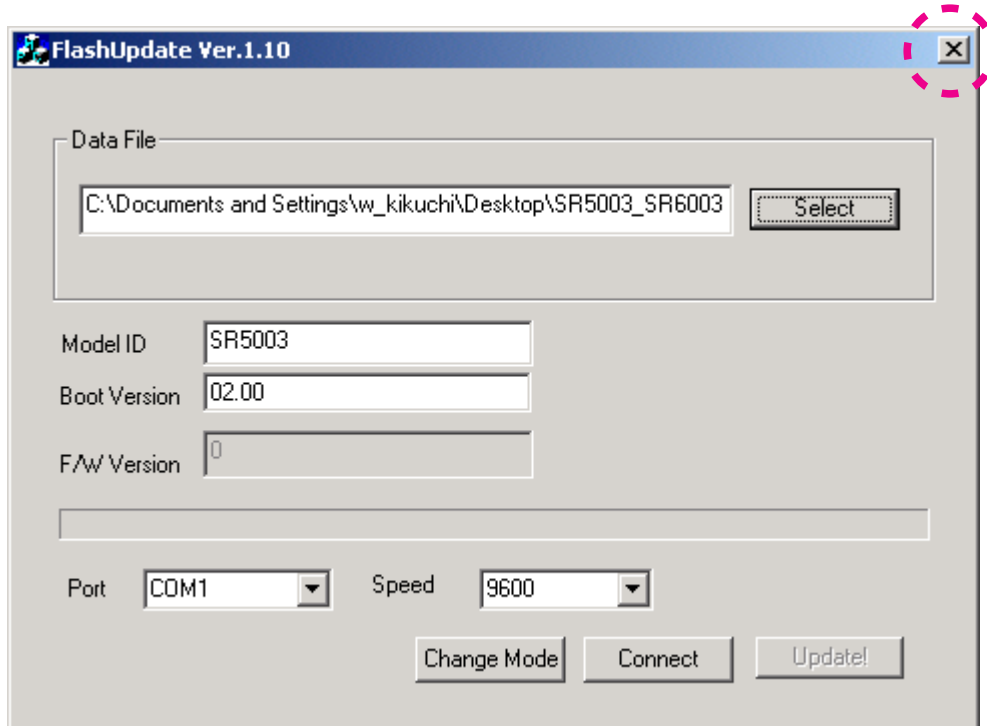 FlashUpdate Ver.1.10
Data File
C:\Documents and Settings\w_kikuchi\Desktop\SR5003_SR6003
Select
Model ID
SR5003
Boot Version
02.00
F/W Version
0
Port
COM1
Speed
9600
Change Mode
Connect
Update!